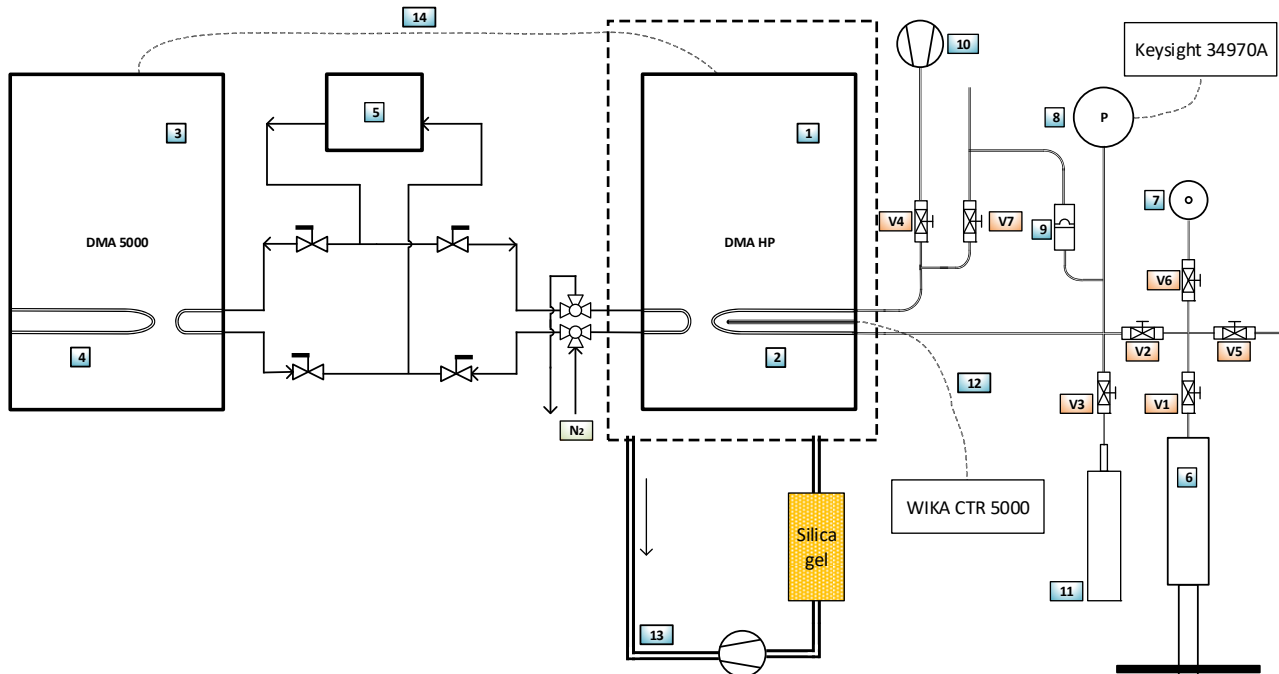 14
10
Keysight 34970A
3
5
1
8
P
7
V4
V7
9
DMA 5000
DMA HP
V6
4
2
V2
V5
12
V3
V1
N2
6
WIKA CTR 5000
Silica
gel
11
13